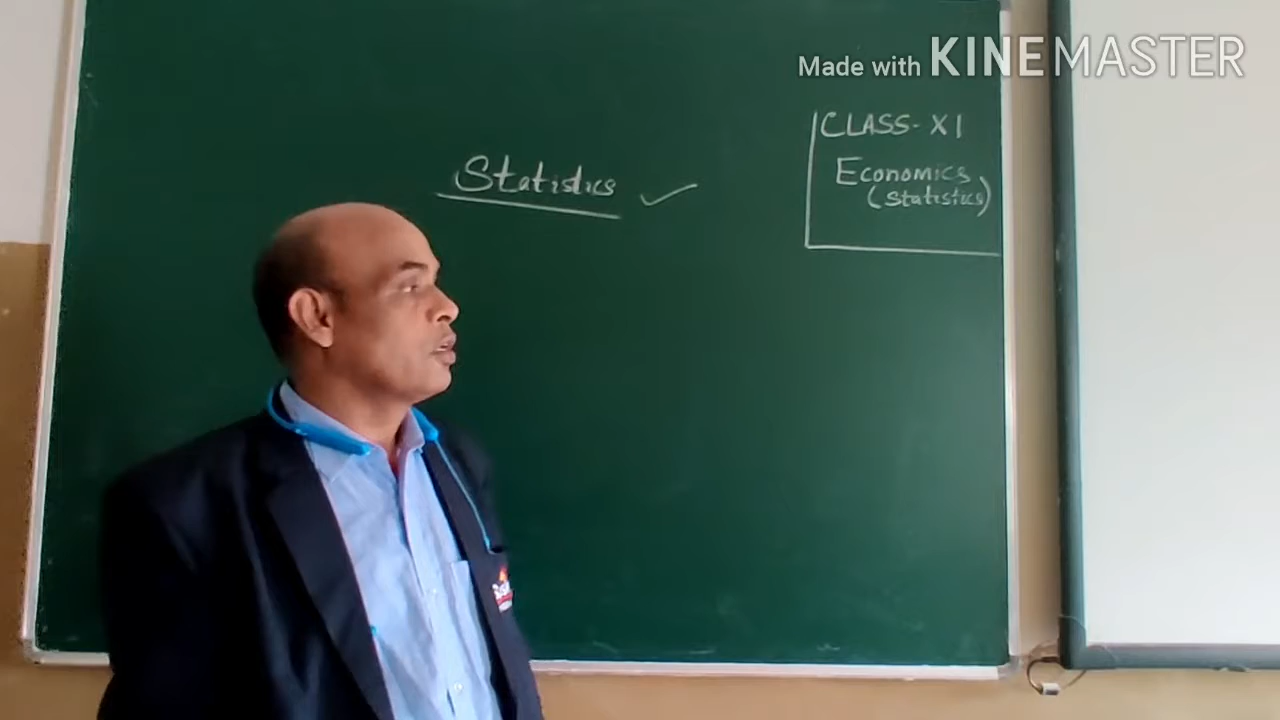 Made with KINEMASTER
CLASS-XI
Statistics
Economics
(Statistics)